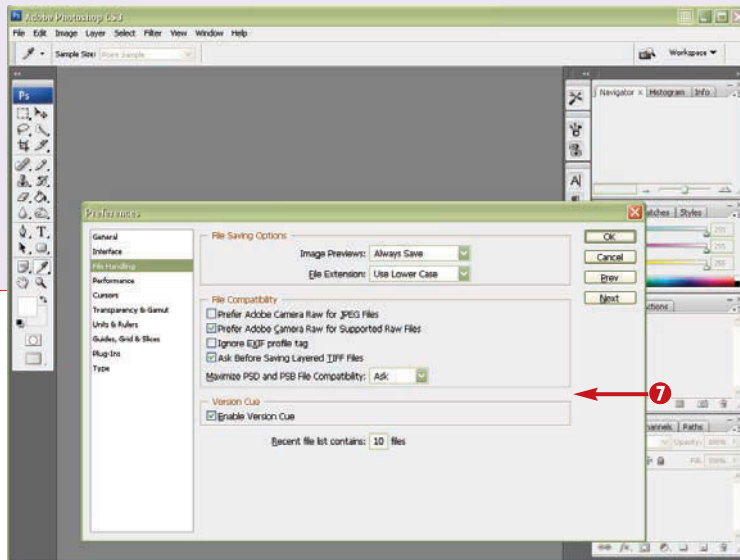 Adobe Photoshop CS3
File Edit Image Layer Select Filter View Window Help
Sample Size: Point Sample
Workspace
Ps
Navigator × Histogram Info
Styles
255
255
255
Paths
Opacity: 100%
Fill: 100%
Preferences
General
Interface
File Handling
Performance
Cursors
Transparency & Gamut
Units & Rulers
Guides, Grid & Slices
Plug-Ins
Type
File Saving Options
Image Previews: Always Save
File Extension: Use Lower Case
File Compatibility
Prefer Adobe Camera Raw for JPEG Files
Prefer Adobe Camera Raw for Supported Raw Files
Ignore EXIF profile tag
Ask Before Saving Layered TIFF Files
Maximize PSD and PSB File Compatibility: Ask
Version Cue
Enable Version Cue
Recent file list contains: 10 files
OK
Cancel
Prev
Next
7